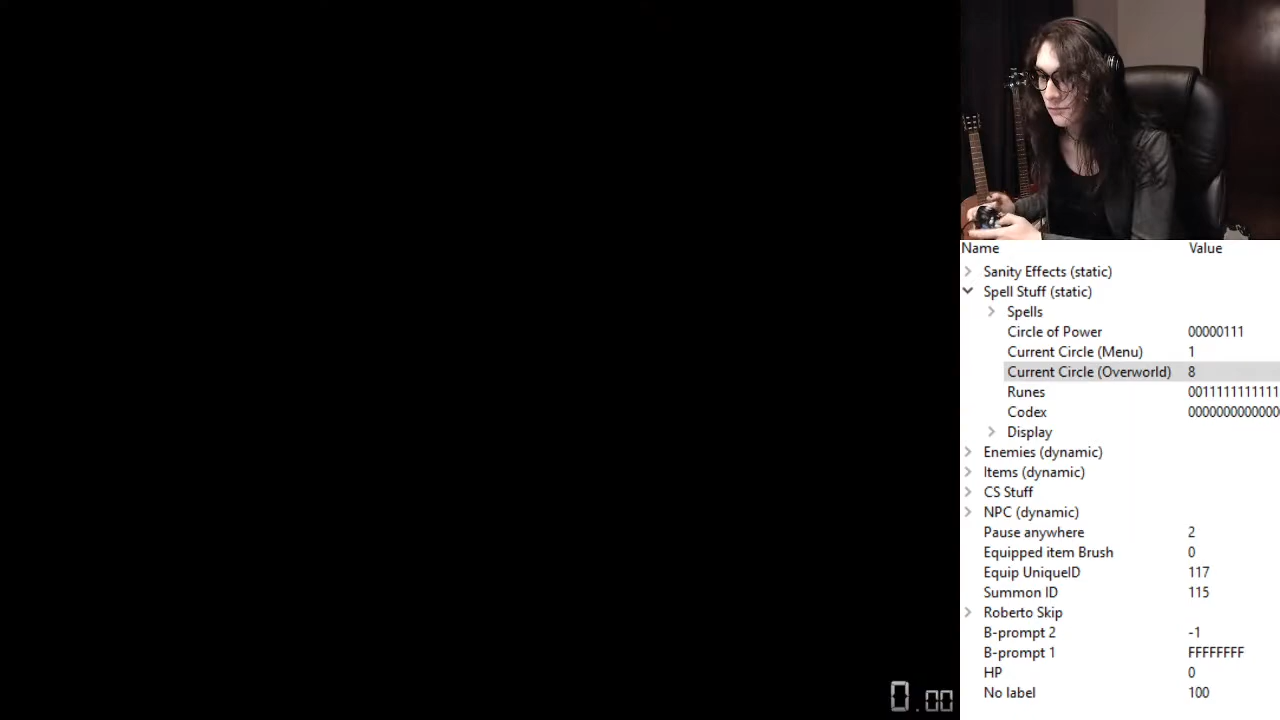 Name Value
Sanity Effects (static)
Spell Stuff (static)
Spells
Circle of Power 00000111
Current Circle (Menu) 1
Current Circle (Overworld) 8
Runes 0011111111111
Codex 0000000000000
Display
Enemies (dynamic)
Items (dynamic)
CS Stuff
NPC (dynamic)
Pause anywhere 2
Equipped item Brush 0
Equip UniqueID 117
Summon ID 115
Roberto Skip
B-prompt 2 -1
B-prompt 1 FFFFFFFF
HP 0
No label 100
0.00